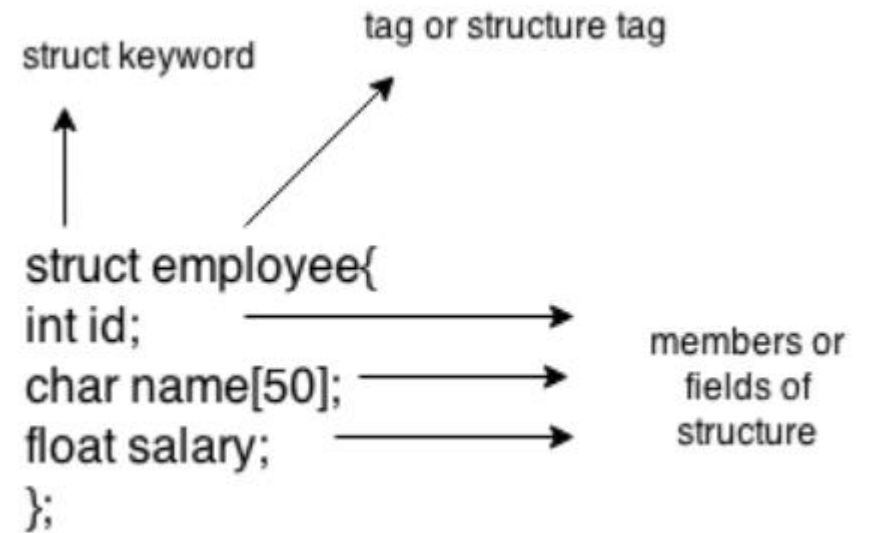 tag or structure tag
struct keyword
struct employee{
int id;
char name[50];
float salary;
};
members or
fields of
structure